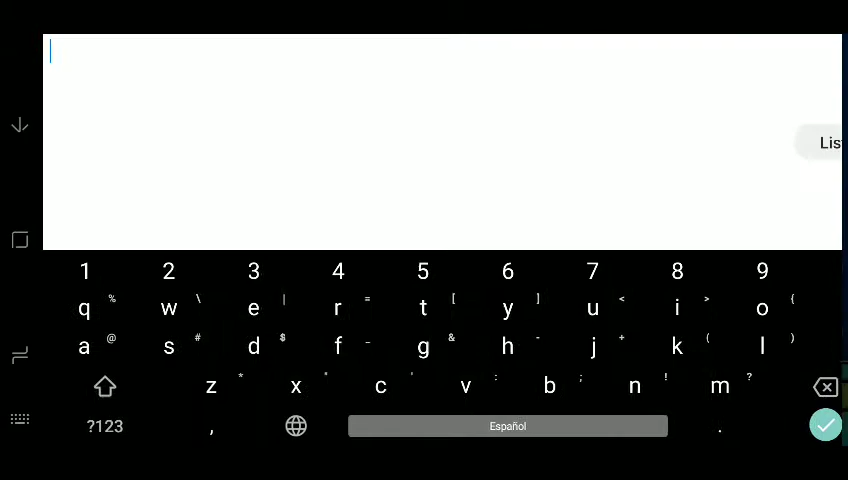 Lis
1 2 3 4 5 6 7 8 9
q % w \ e | r = t [ y ] u < i > o {
a @ s # d $ f _ g & h - j + k ( l )
z * x " c ' v : b ; n ! m ?
?123 , Español .